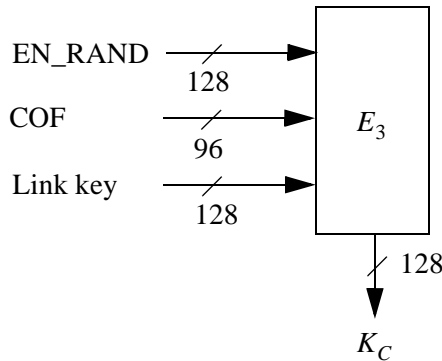 EN_RAND
128
COF
96
Link key
128
E3
128
KC